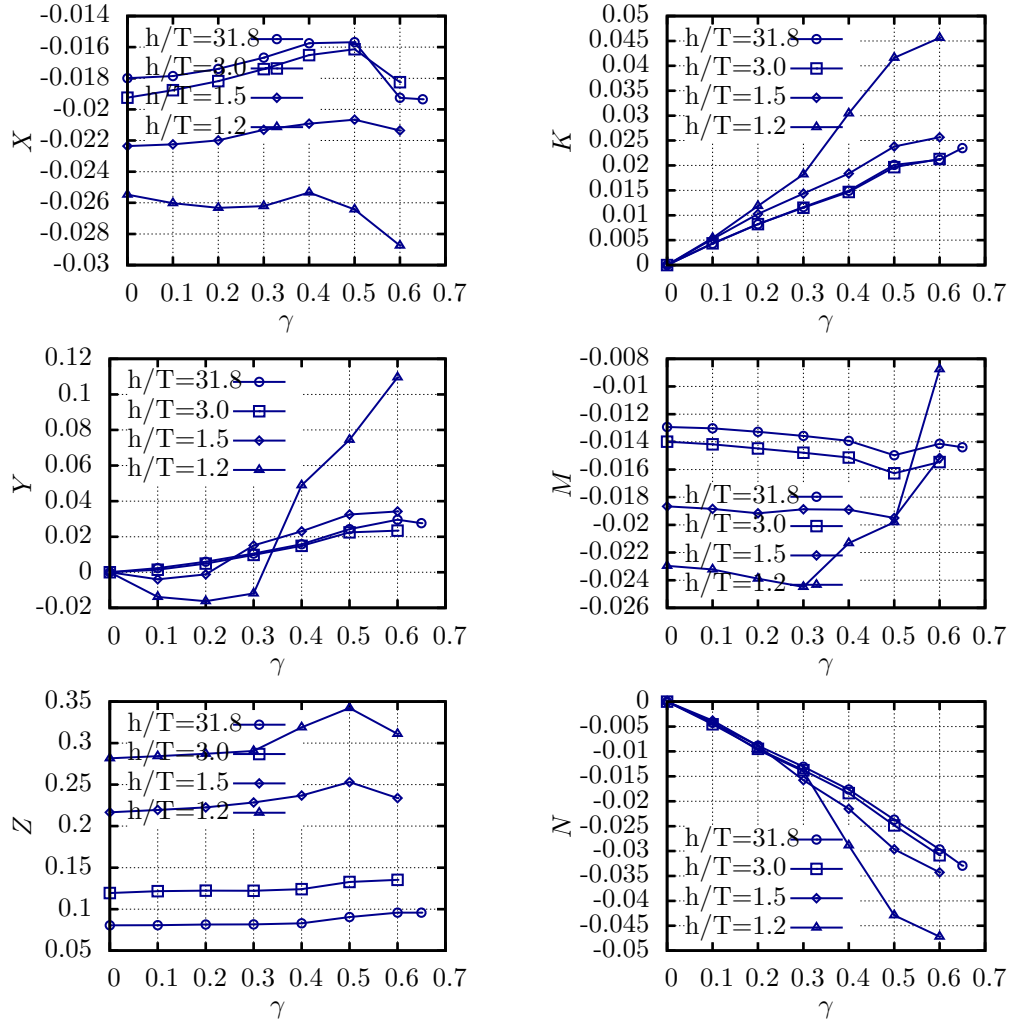 -0.014
-0.016
-0.018
-0.02
-0.022
-0.024
-0.026
-0.028
-0.03
X
h/T=31.8
h/T=3.0
h/T=1.5
h/T=1.2
0 0.1 0.2 0.3 0.4 0.5 0.6 0.7
γ
0.05
0.045
0.04
0.035
0.03
0.025
0.02
0.015
0.01
0.005
0
K
h/T=31.8
h/T=3.0
h/T=1.5
h/T=1.2
0 0.1 0.2 0.3 0.4 0.5 0.6 0.7
γ
0.12
0.1
0.08
0.06
0.04
0.02
0
-0.02
Y
h/T=31.8
h/T=3.0
h/T=1.5
h/T=1.2
0 0.1 0.2 0.3 0.4 0.5 0.6 0.7
γ
-0.008
-0.01
-0.012
-0.014
-0.016
-0.018
-0.02
-0.022
-0.024
-0.026
M
h/T=31.8
h/T=3.0
h/T=1.5
h/T=1.2
0 0.1 0.2 0.3 0.4 0.5 0.6 0.7
γ
0.35
0.3
0.25
0.2
0.15
0.1
0.05
Z
h/T=31.8
h/T=3.0
h/T=1.5
h/T=1.2
0 0.1 0.2 0.3 0.4 0.5 0.6 0.7
γ
0
-0.005
-0.01
-0.015
-0.02
-0.025
-0.03
-0.035
-0.04
-0.045
-0.05
N
h/T=31.8
h/T=3.0
h/T=1.5
h/T=1.2
0 0.1 0.2 0.3 0.4 0.5 0.6 0.7
γ